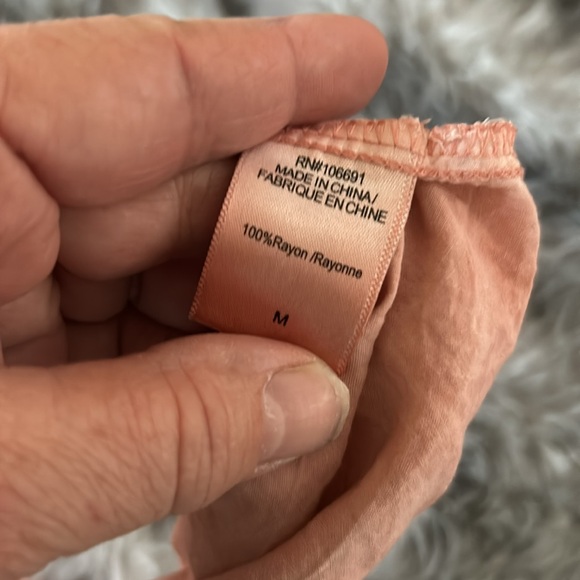 RN#106691
MADE IN CHINA/
FABRIQUE EN CHINE
100%Rayon /Rayonne
M